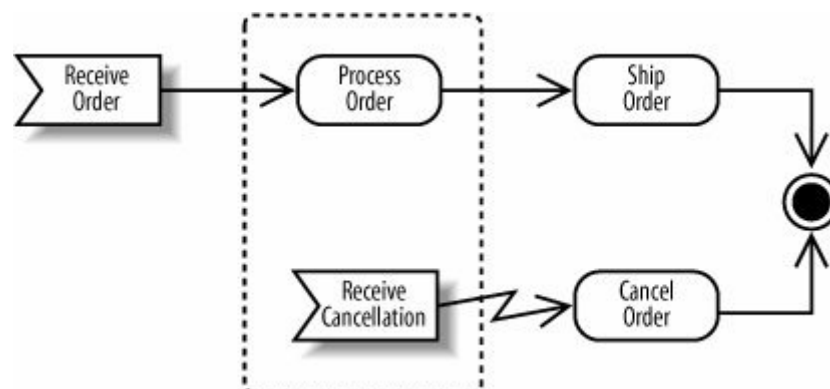 Receive
Order
Process
Order
Ship
Order
Receive
Cancellation
Cancel
Order